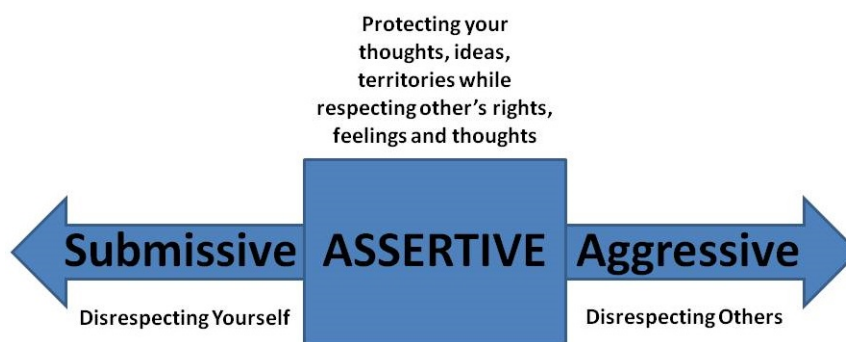 Protecting your
thoughts, ideas,
territories while
respecting other's rights,
feelings and thoughts
Submissive
ASSERTIVE
Aggressive
Disrespecting Yourself
Disrespecting Others